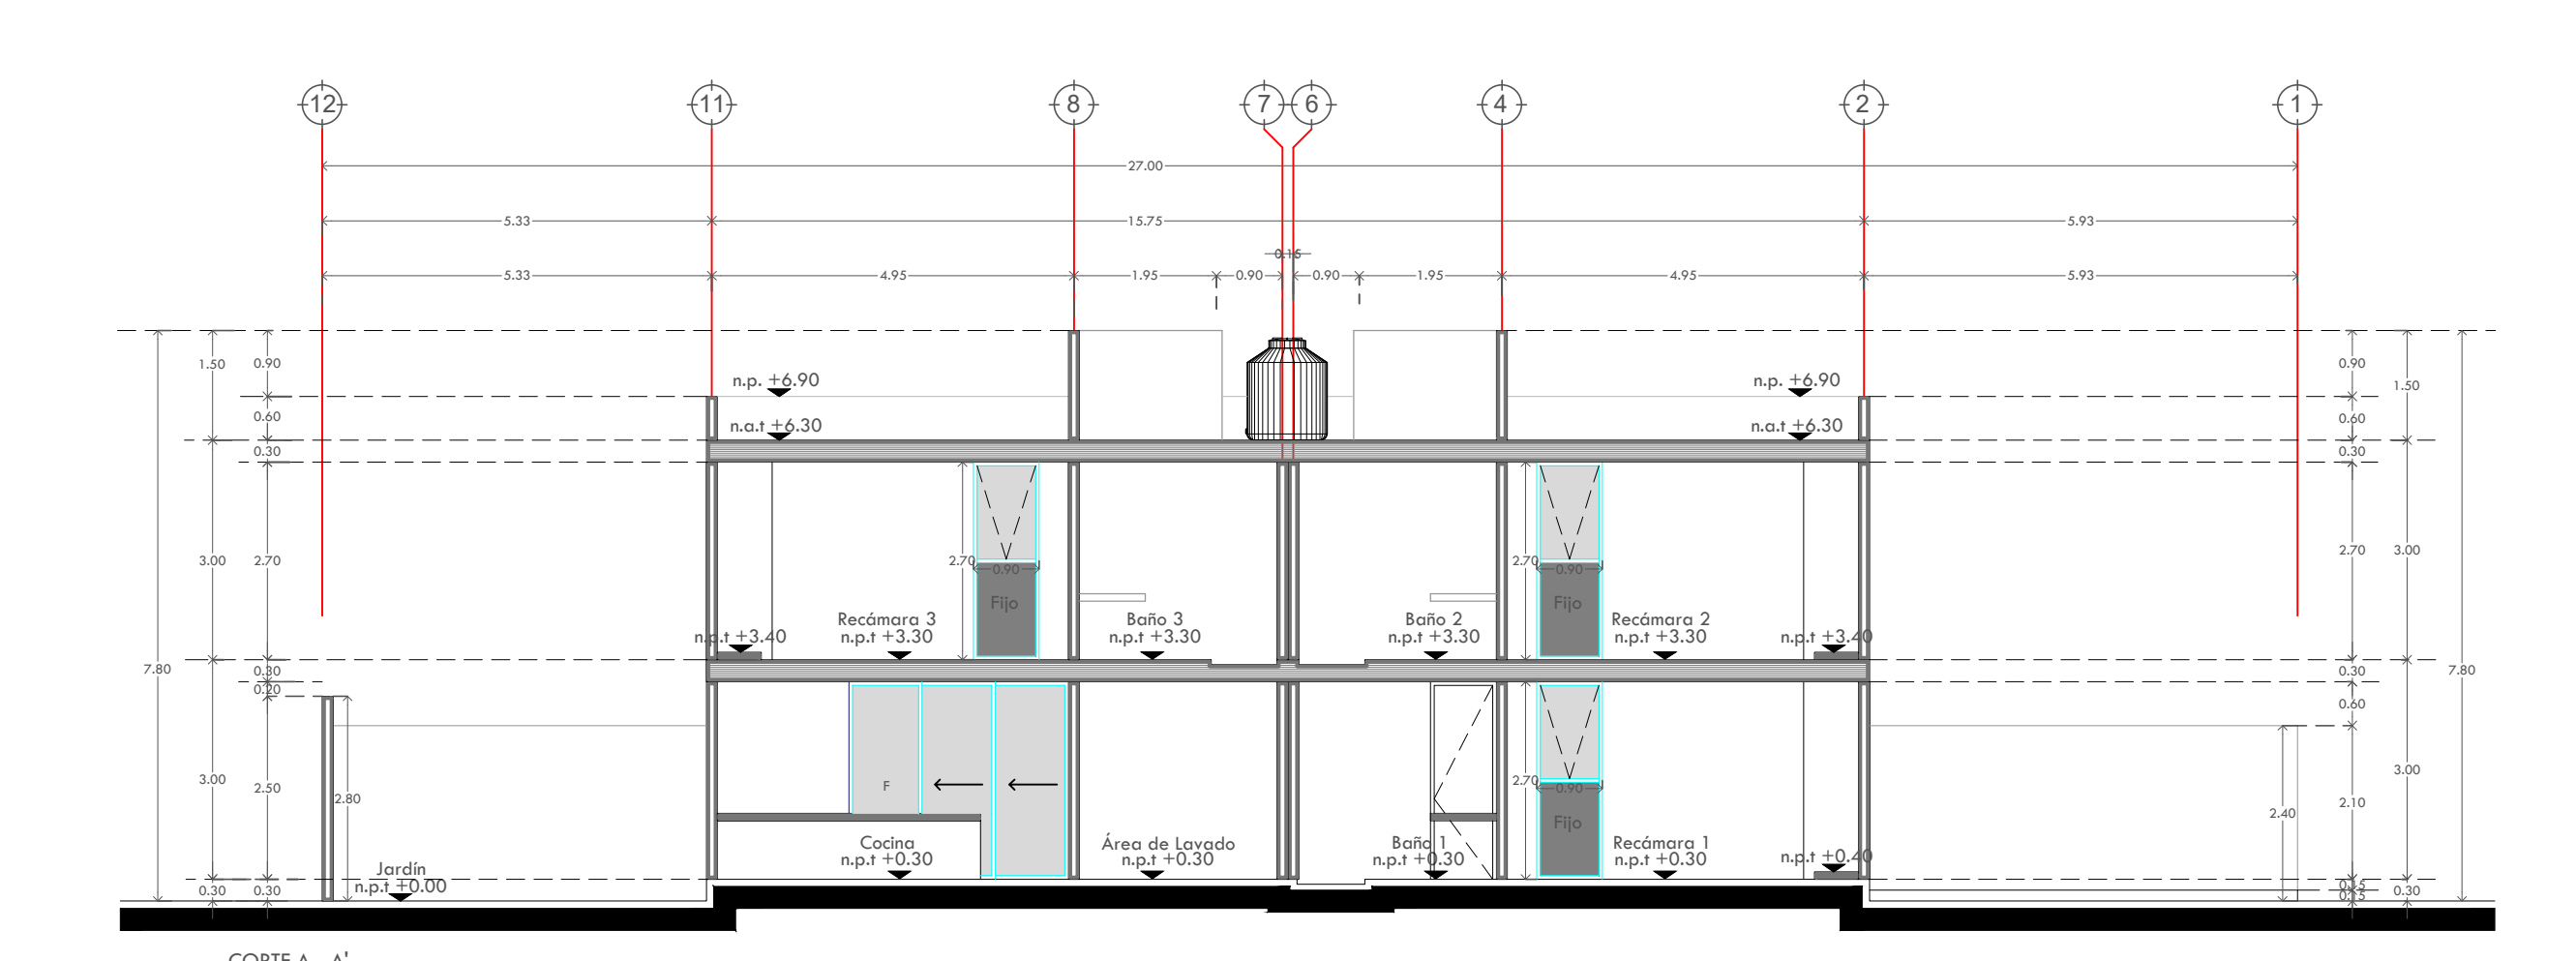 12 11 8 7 6 4 2 1
27.00
5.33 15.75 5.93
0.15
5.33 4.95 1.95 0.90 0.90 1.95 4.95 5.93
1.50 0.90 0.90 1.50
n.p. +6.90 n.p. +6.90
0.60 0.60
n.a.t +6.30 n.a.t +6.30
0.30 0.30
3.00 2.70 2.70 2.70 2.70 3.00
0.90 0.90
Fijo Fijo
Recámara 3 Baño 3 Baño 2 Recámara 2
n.p.t +3.40 n.p.t +3.30 n.p.t +3.30 n.p.t +3.30 n.p.t +3.30 n.p.t +3.40
7.80 0.30 0.30 7.80
0.20
0.60
3.00 2.50 2.80 F 2.70 0.90 2.10 3.00
2.40
Fijo
Cocina Área de Lavado Baño 1 Recámara 1
n.p.t +0.30 n.p.t +0.30 n.p.t +0.30 n.p.t +0.30 n.p.t +0.40
Jardín
n.p.t +0.00
0.30 0.30 0.15 0.30
0.15
CORTE A - A'